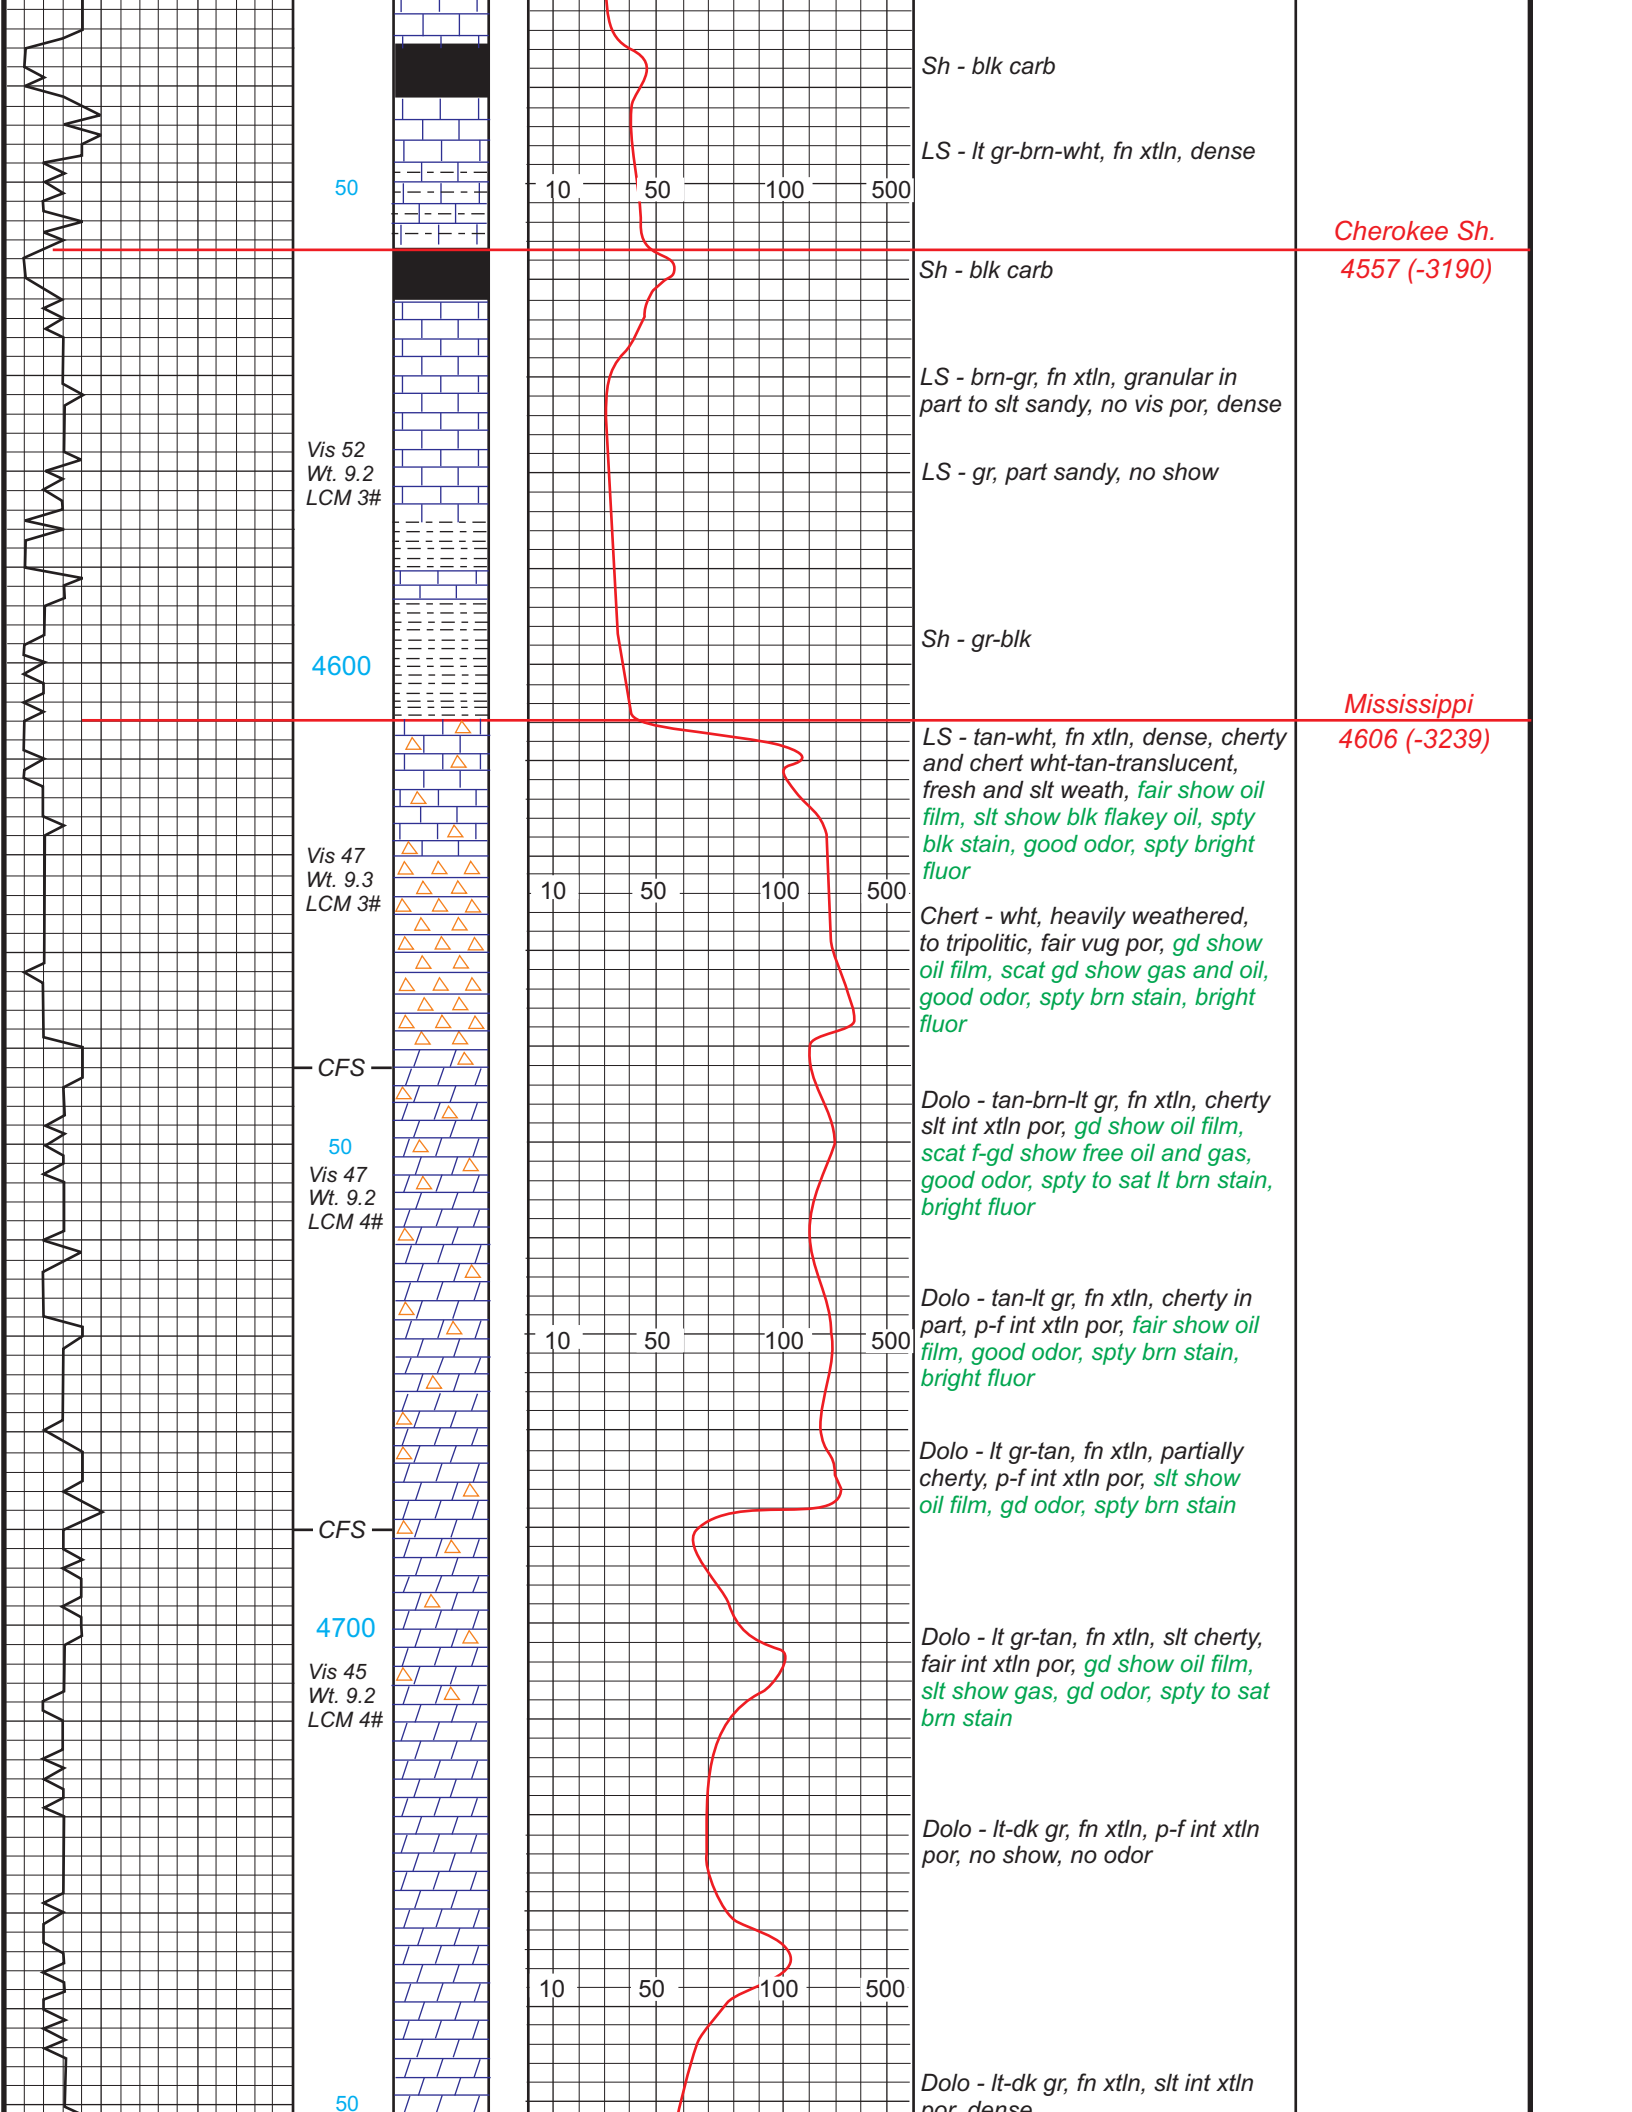 Sh - blk carb
LS - lt gr-brn-wht, fn xtln, dense
50
10 50 100 500
Cherokee Sh.
4557 (-3190)
Sh - blk carb
LS - brn-gr, fn xtln, granular in
part to slt sandy, no vis por, dense
Vis 52
Wt. 9.2
LCM 3#
LS - gr, part sandy, no show
Sh - gr-blk
4600
Mississippi
4606 (-3239)
LS - tan-wht, fn xtln, dense, cherty
and chert wht-tan-translucent,
fresh and slt weath, fair show oil
film, slt show blk flakey oil, spty
blk stain, good odor, spty bright
fluor
Vis 47
Wt. 9.3
LCM 3#
10 50 100 500
Chert - wht, heavily weathered,
to tripolitic, fair vug por, gd show
oil film, scat gd show gas and oil,
good odor, spty brn stain, bright
fluor
CFS
Dolo - tan-brn-lt gr, fn xtln, cherty
slt int xtln por, gd show oil film,
scat f-gd show free oil and gas,
good odor, spty to sat lt brn stain,
bright fluor
50
Vis 47
Wt. 9.2
LCM 4#
Dolo - tan-lt gr, fn xtln, cherty in
part, p-f int xtln por, fair show oil
film, good odor, spty brn stain,
bright fluor
10 50 100 500
Dolo - lt gr-tan, fn xtln, partially
cherty, p-f int xtln por, slt show
oil film, gd odor, spty brn stain
CFS
4700
Vis 45
Wt. 9.2
LCM 4#
Dolo - lt gr-tan, fn xtln, slt cherty,
fair int xtln por, gd show oil film,
slt show gas, gd odor, spty to sat
brn stain
Dolo - lt-dk gr, fn xtln, p-f int xtln
por, no show, no odor
10 50 100 500
Dolo - lt-dk gr, fn xtln, slt int xtln
por, dense
50